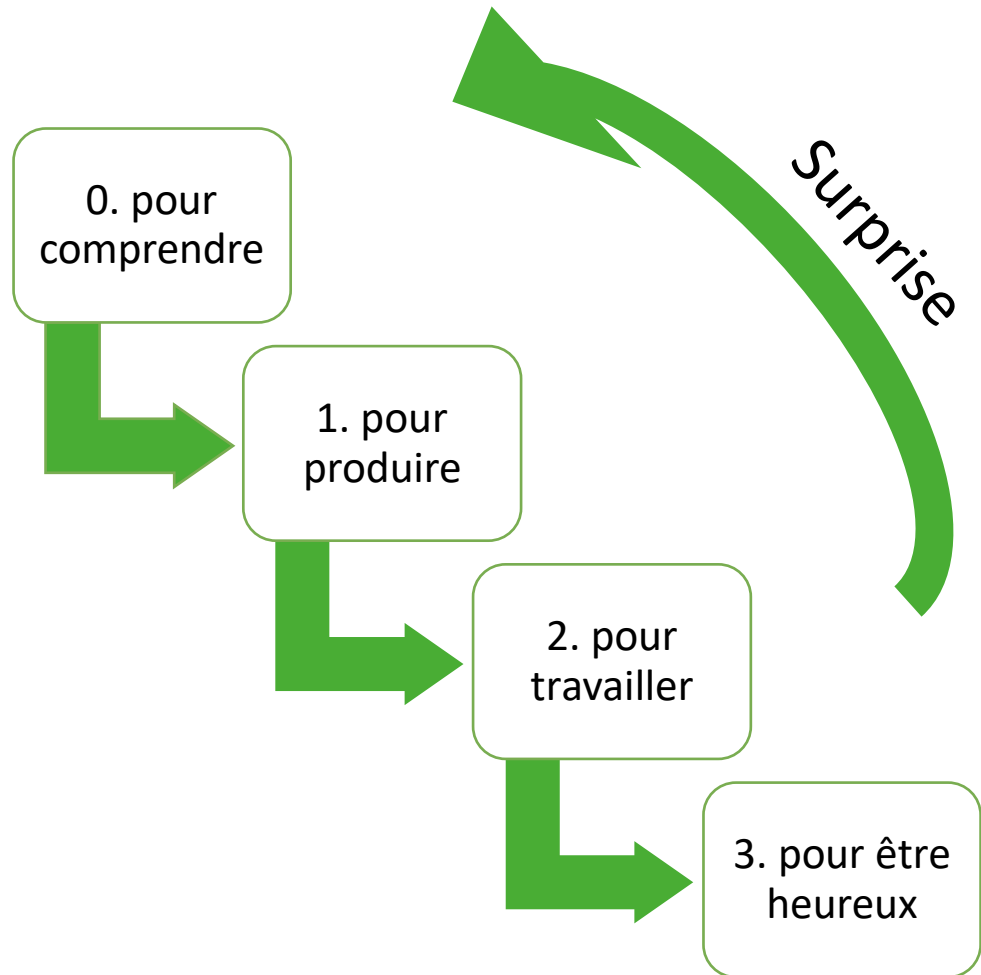 0. pour
comprendre
Surprise
1. pour
produire
2. pour
travailler
3. pour être
heureux